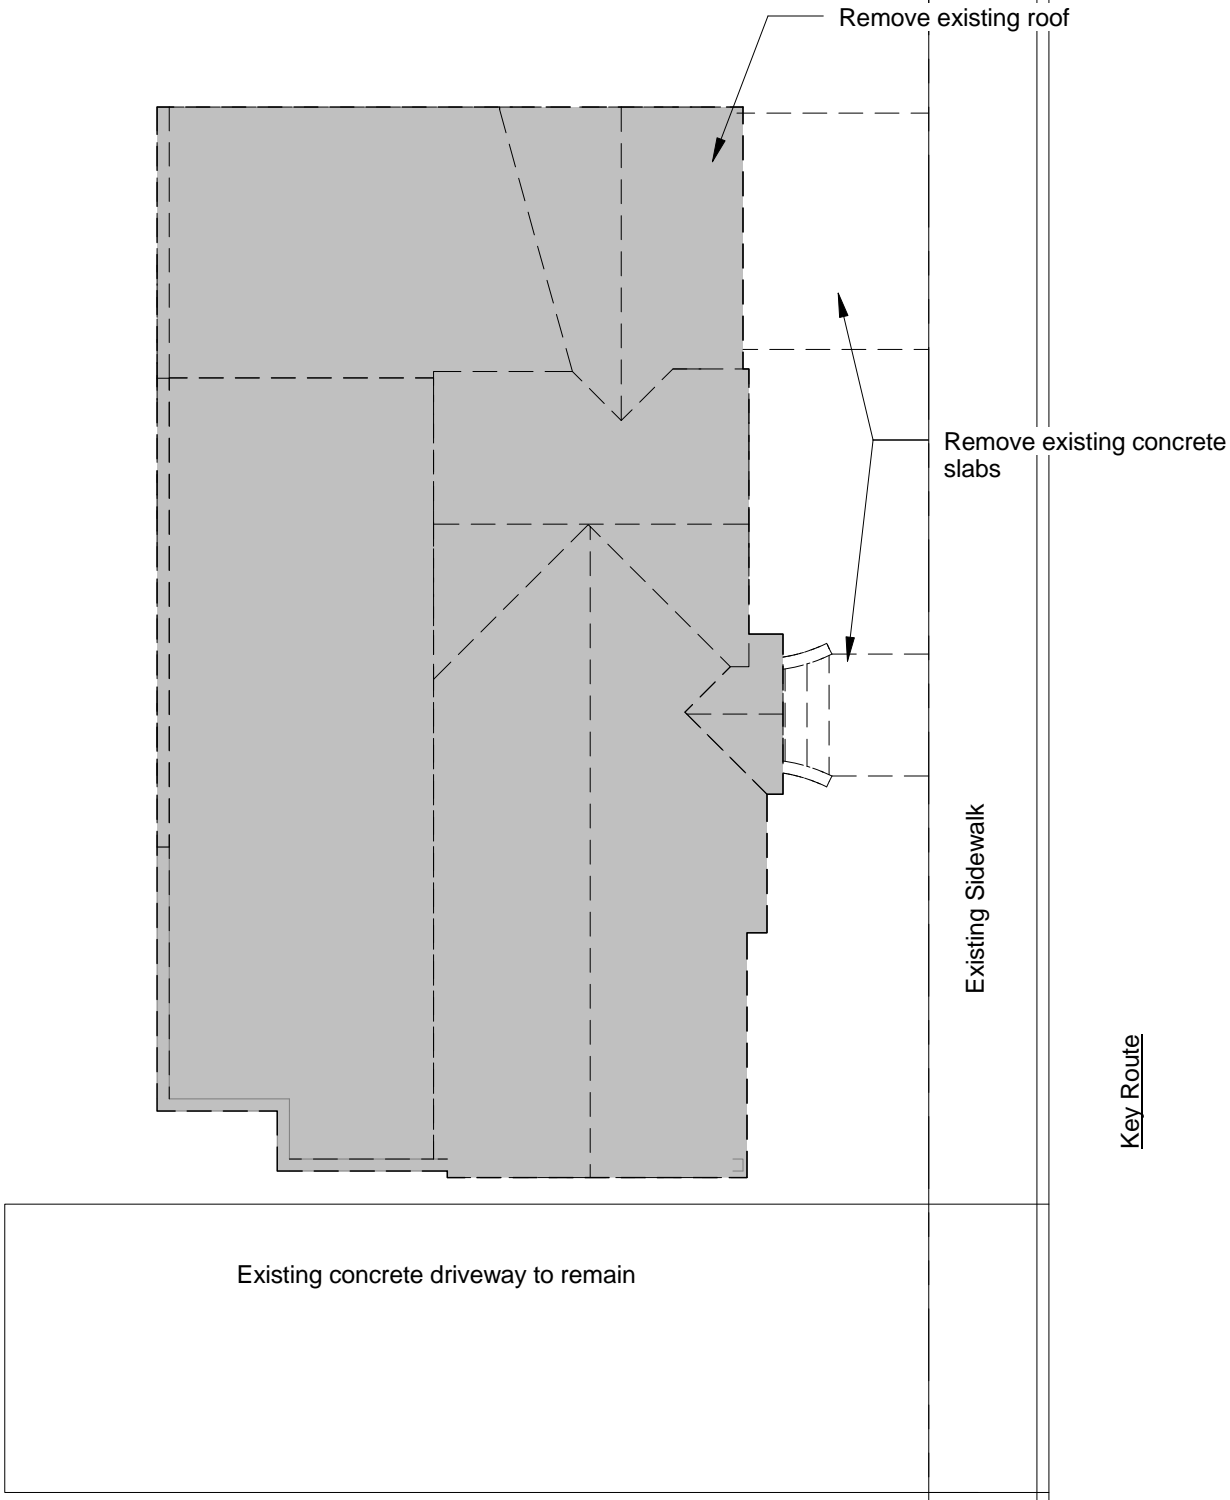 Remove existing roof
Remove existing concrete
slabs
Existing Sidewalk
Key Route
Existing concrete driveway to remain